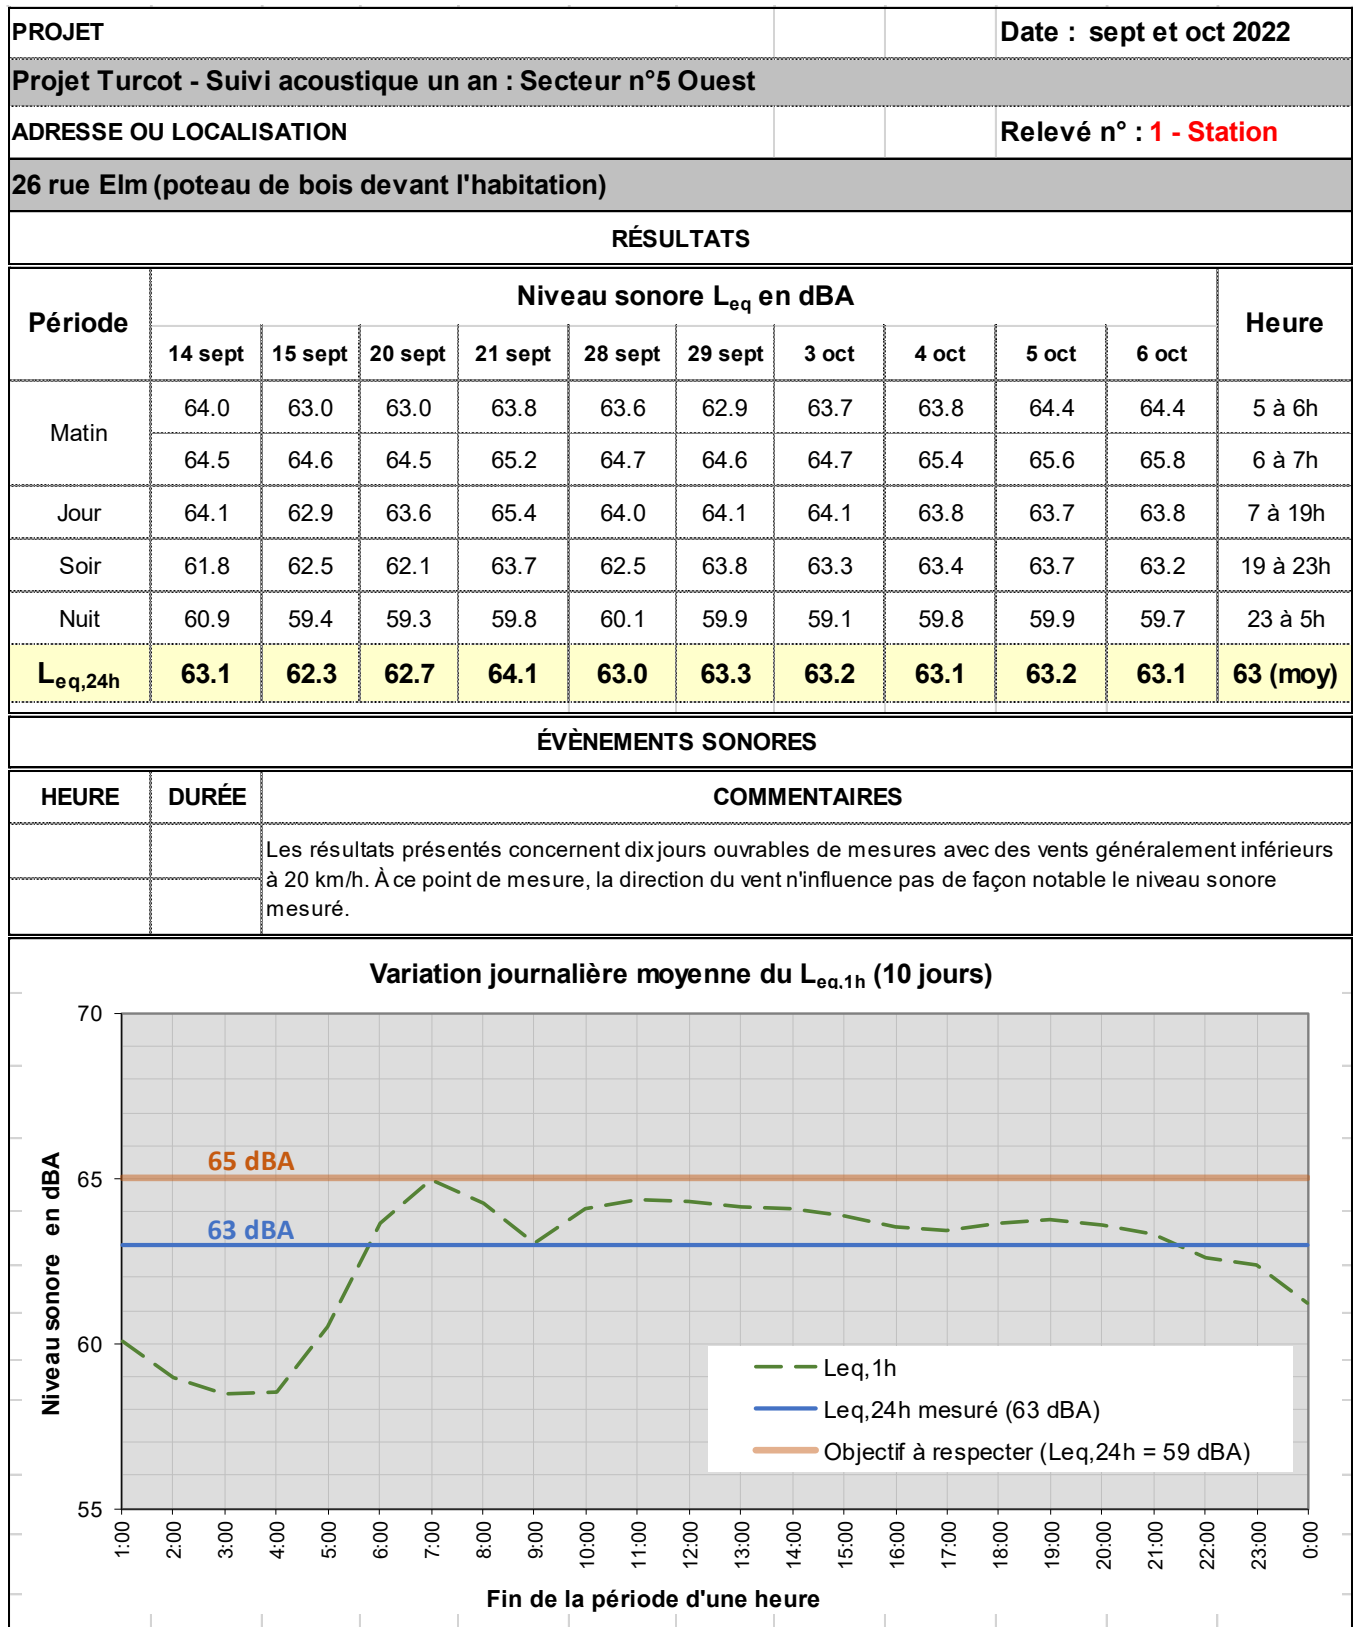 PROJET
Date : sept et oct 2022
Projet Turcot - Suivi acoustique un an : Secteur n°5 Ouest
ADRESSE OU LOCALISATION
Relevé n° : 1 - Station
26 rue Elm (poteau de bois devant l'habitation)
RÉSULTATS
Période
Niveau sonore Leq en dBA
Heure
14 sept 15 sept 20 sept 21 sept 28 sept 29 sept 3 oct 4 oct 5 oct 6 oct
Matin
64.0 63.0 63.0 63.8 63.6 62.9 63.7 63.8 64.4 64.4 5 à 6h
64.5 64.6 64.5 65.2 64.7 64.6 64.7 65.4 65.6 65.8 6 à 7h
Jour 64.1 62.9 63.6 65.4 64.0 64.1 64.1 63.8 63.7 63.8 7 à 19h
Soir 61.8 62.5 62.1 63.7 62.5 63.8 63.3 63.4 63.7 63.2 19 à 23h
Nuit 60.9 59.4 59.3 59.8 60.1 59.9 59.1 59.8 59.9 59.7 23 à 5h
Leq,24h 63.1 62.3 62.7 64.1 63.0 63.3 63.2 63.1 63.2 63.1 63 (moy)
ÉVÈNEMENTS SONORES
HEURE DURÉE COMMENTAIRES
Les résultats présentés concernent dix jours ouvrables de mesures avec des vents généralement inférieurs
à 20 km/h. À ce point de mesure, la direction du vent n'influence pas de façon notable le niveau sonore
mesuré.
Variation journalière moyenne du Leq,1h (10 jours)
Niveau sonore en dBA
70
65
60
55
65 dBA
63 dBA
Leq,1h
Leq,24h mesuré (63 dBA)
Objectif à respecter (Leq,24h = 59 dBA)
1:00 2:00 3:00 4:00 5:00 6:00 7:00 8:00 9:00 10:00 11:00 12:00 13:00 14:00 15:00 16:00 17:00 18:00 19:00 20:00 21:00 22:00 23:00 0:00
Fin de la période d'une heure